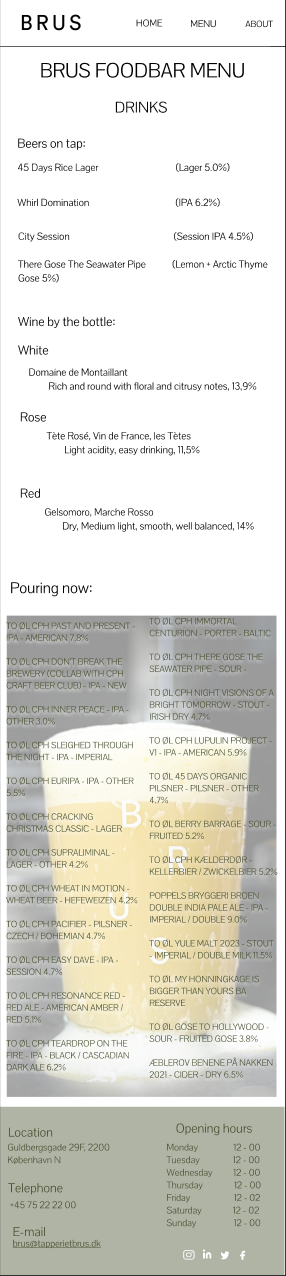 BRUS
HOME MENU ABOUT
BRUS FOODBAR MENU
DRINKS
Beers on tap:
45 Days Rice Lager (Lager 5.0%)
Whirl Domination (IPA 6.2%)
City Session (Session IPA 4.5%)
There Gose The Seawater Pipe (Lemon + Arctic Thyme
Gose 5%)
Wine by the bottle:
White
Domaine de Montaillant
Rich and round with floral and citrusy notes, 13,9%
Rose
Tète Rosé, Vin de France, les Tètes
Light acidity, easy drinking, 11,5%
Red
Gelsomoro, Marche Rosso
Dry, Medium light, smooth, well balanced, 14%
Pouring now:
TO ØL CPH PAST AND PRESENT -
IPA - AMERICAN 7.8%
TO ØL CPH DON'T BREAK THE
BREWERY (COLLAB WITH CPH
CRAFT BEER CLUB) - IPA - NEW
TO ØL CPH INNER PEACE - IPA -
OTHER 3.0%
TO ØL CPH SLEIGHED THROUGH
THE NIGHT - IPA - IMPERIAL
TO ØL CPH EURIPA - IPA - OTHER
5.5%
TO ØL CPH CRACKING
CHRISTMAS CLASSIC - LAGER
TO ØL CPH SUPRALIMINAL -
LAGER - OTHER 4.2%
TO ØL CPH WHEAT IN MOTION -
WHEAT BEER - HEFEWEIZEN 4.2%
TO ØL CPH PACIFIER - PILSNER -
CZECH / BOHEMIAN 4.7%
TO ØL CPH EASY DAVE - IPA -
SESSION 4.7%
TO ØL CPH RESONANCE RED -
RED ALE - AMERICAN AMBER /
RED 5.1%
TO ØL CPH TEARDROP ON THE
FIRE - IPA - BLACK / CASCADIAN
DARK ALE 6.2%
TO ØL CPH IMMORTAL
CENTURION - PORTER - BALTIC
TO ØL CPH THEPE GOSE THE
SEAWATER PIPE - SOUR -
TO ØL CPH NIGHT VISIONS OF A
BRIGHT TOMORROW - STOUT -
IRISH DRY 4.7%
TO ØL CPH LUPULIN PROJECT -
V1 - IPA - AMERICAN 5.9%
TO ØL 45 DAYS ORGANIC
PILSNER - PILSNER - OTHER
4.7%
TO ØL BERRY BARRAGE - SOUR -
FRUITED 5.2%
TO ØL CPH KÆLDERDØR -
KELLERBIER / ZWICKELBIER 5.2%
POPPELS BRYGGERI BROEN
DOUBLE INDIA PALE ALE - IPA -
IMPERIAL / DOUBLE 9.0%
TO ØL YULE MALT 2023 - STOUT
- IMPERIAL / DOUBLE MILK 11.5%
TO ØL MY HONNINGKAGE IS
BIGGER THAN YOURS BA
RESERVE
TO ØL GOSE TO HOLLYWOOD -
SOUR - FRUITED GOSE 3.8%
ÆBLEROV BENENE PÅ NAKKEN
2021 - CIDER - DRY 6.5%
B
R
U
S
Location
Guldbergsgade 29F, 2200
København N
Telephone
+45 75 22 22 00
E-mail
brus@tapperietbrus.dk
Opening hours
Monday 12 - 00
Tuesday 12 - 00
Wednesday 12 - 00
Thursday 12 - 00
Friday 12 - 02
Saturday 12 - 02
Sunday 12 - 00